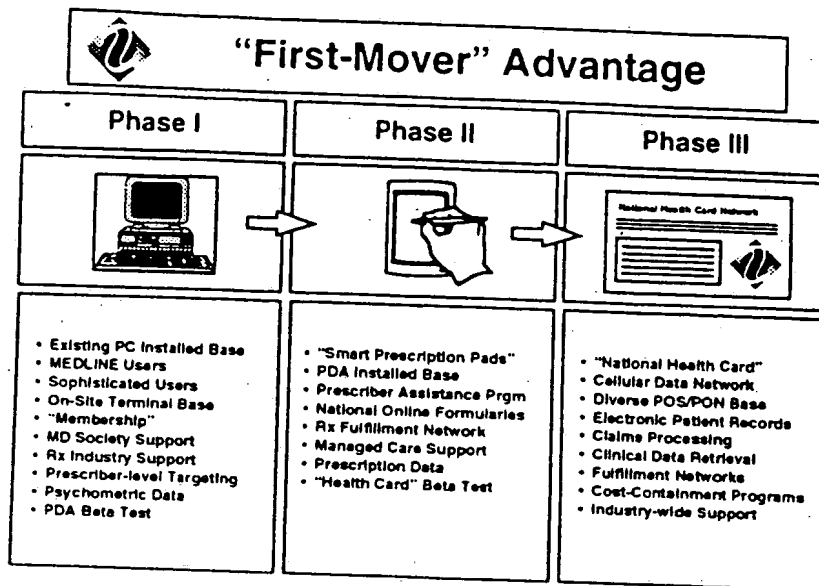 "First-Mover" Advantage
Phase I
Phase II
Phase III
National Health Card Network
• Existing PC Installed Base
• MEDLINE Users
• Sophisticated Users
• On-Site Terminal Base
• "Membership"
• MD Society Support
• Rx Industry Support
• Prescriber-level Targeting
• Psychometric Data
• PDA Beta Test
• "Smart Prescription Pads"
• PDA Installed Base
• Prescriber Assistance Prgm
• National Online Formularies
• Rx Fulfillment Network
• Managed Care Support
• Prescription Data
• "Health Card" Beta Test
• "National Health Card"
• Cellular Data Network
• Diverse POS/PON Base
• Electronic Patient Records
• Claims Processing
• Clinical Data Retrieval
• Fulfillment Networks
• Cost-Containment Programs
• Industry-wide Support